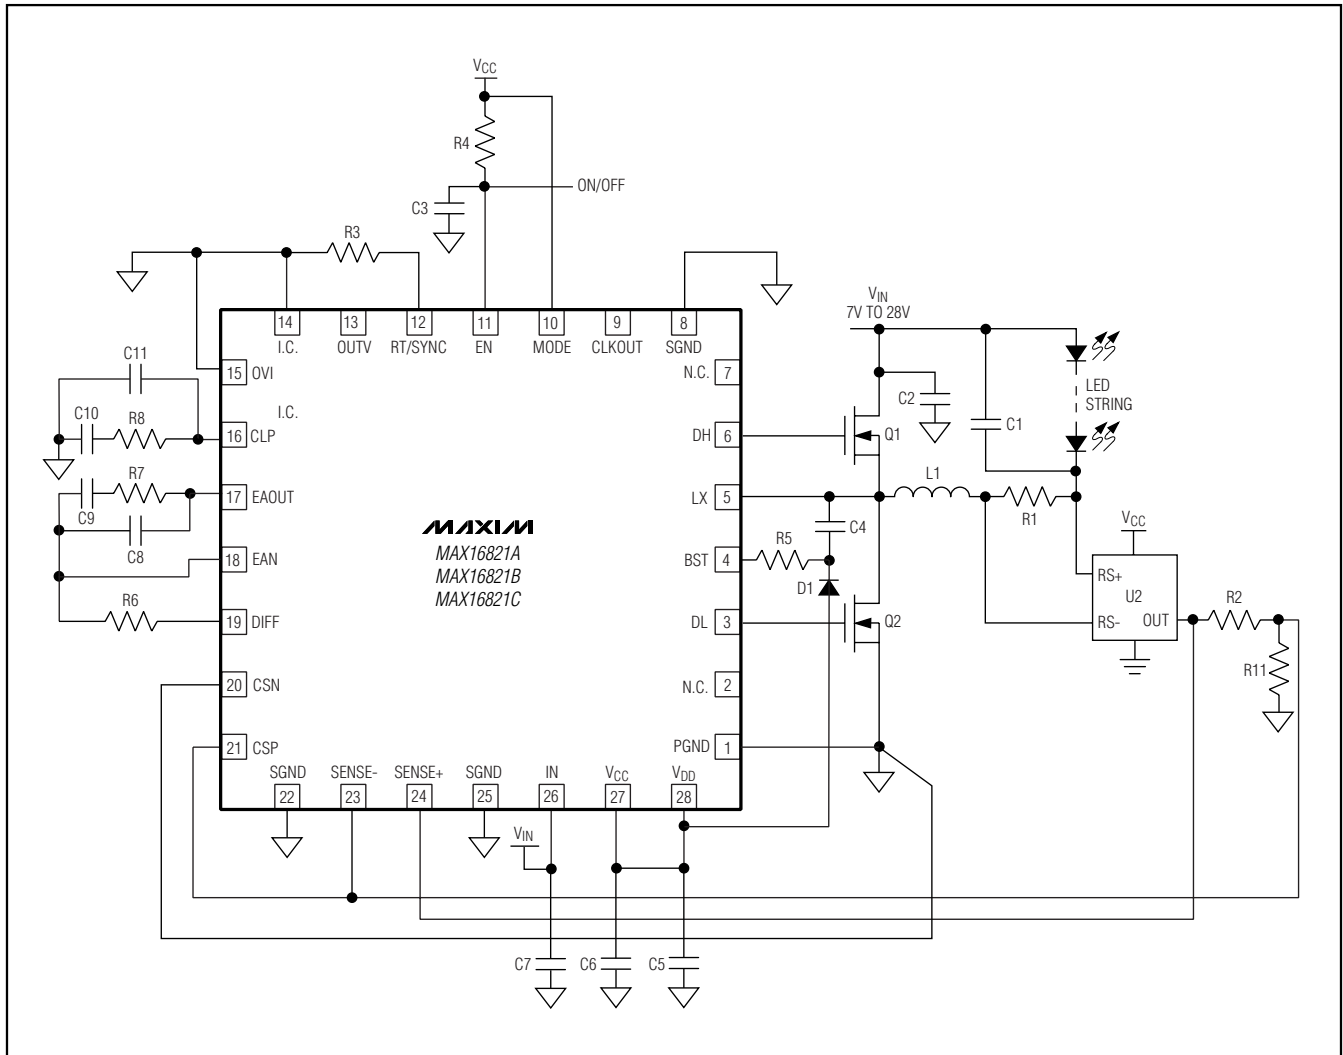 VCC
R4
ON/OFF
C3
R3
VIN
7V TO 28V
14
13
12
11
10
9
8
I.C.
OUTV
RT/SYNC
EN
MODE
CLKOUT
SGND
C11
15 OVI
N.C. 7
C2
LED
STRING
C10
R8
I.C.
C1
16 CLP
DH 6
Q1
R7
L1
17 EAOUT
LX 5
R1
C9
C8
MAXIM
MAX16821A
MAX16821B
MAX16821C
C4
VCC
R5
18 EAN
BST 4
D1
RS+
U2
R6
R2
19 DIFF
DL 3
Q2
RS-
OUT
R11
20 CSN
N.C. 2
21 CSP
PGND 1
SGND
SENSE-
SENSE+
SGND
IN
VCC
VDD
22
23
24
25
26
27
28
VIN
C7
C6
C5